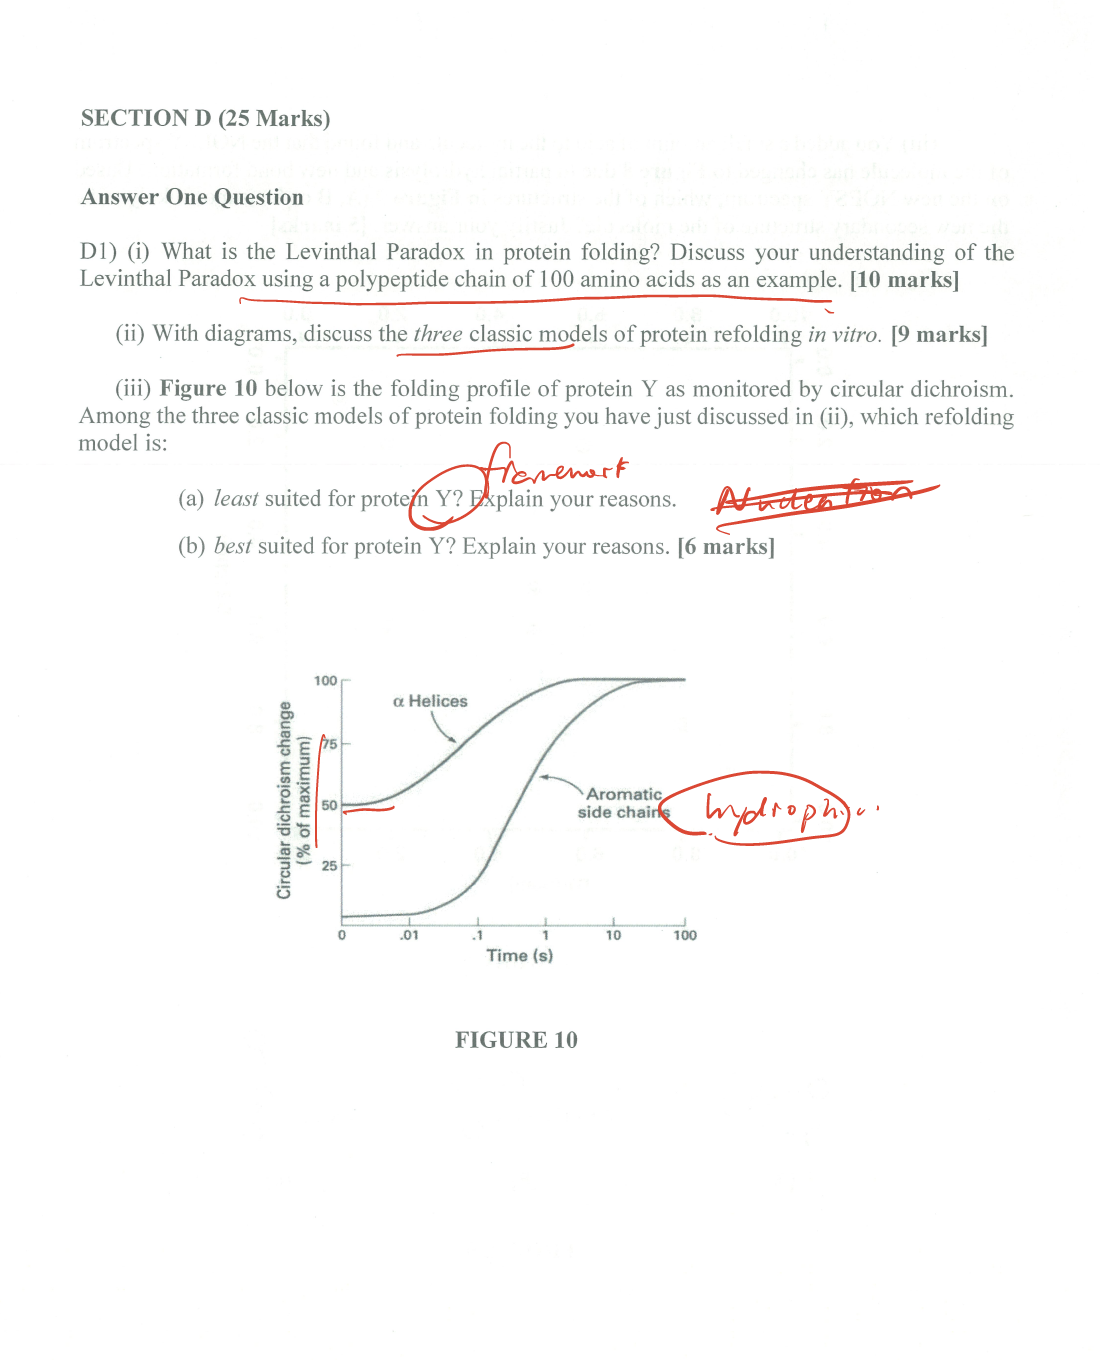 SECTION D (25 Marks)
Answer One Question
D1) (i) What is the Levinthal Paradox in protein folding? Discuss your understanding of the
Levinthal Paradox using a polypeptide chain of 100 amino acids as an example. [10 marks]
(ii) With diagrams, discuss the three classic models of protein refolding in vitro. [9 marks]
(iii) Figure 10 below is the folding profile of protein Y as monitored by circular dichroism.
Among the three classic models of protein folding you have just discussed in (ii), which refolding
model is:
(a) least suited for protein Y? Explain your reasons.
(b) best suited for protein Y? Explain your reasons. [6 marks]
100
75
50
25
Circular dichroism change
(% of maximum)
α Helices
Aromatic
side chains
0 .01 .1 1 10 100
Time (s)
FIGURE 10